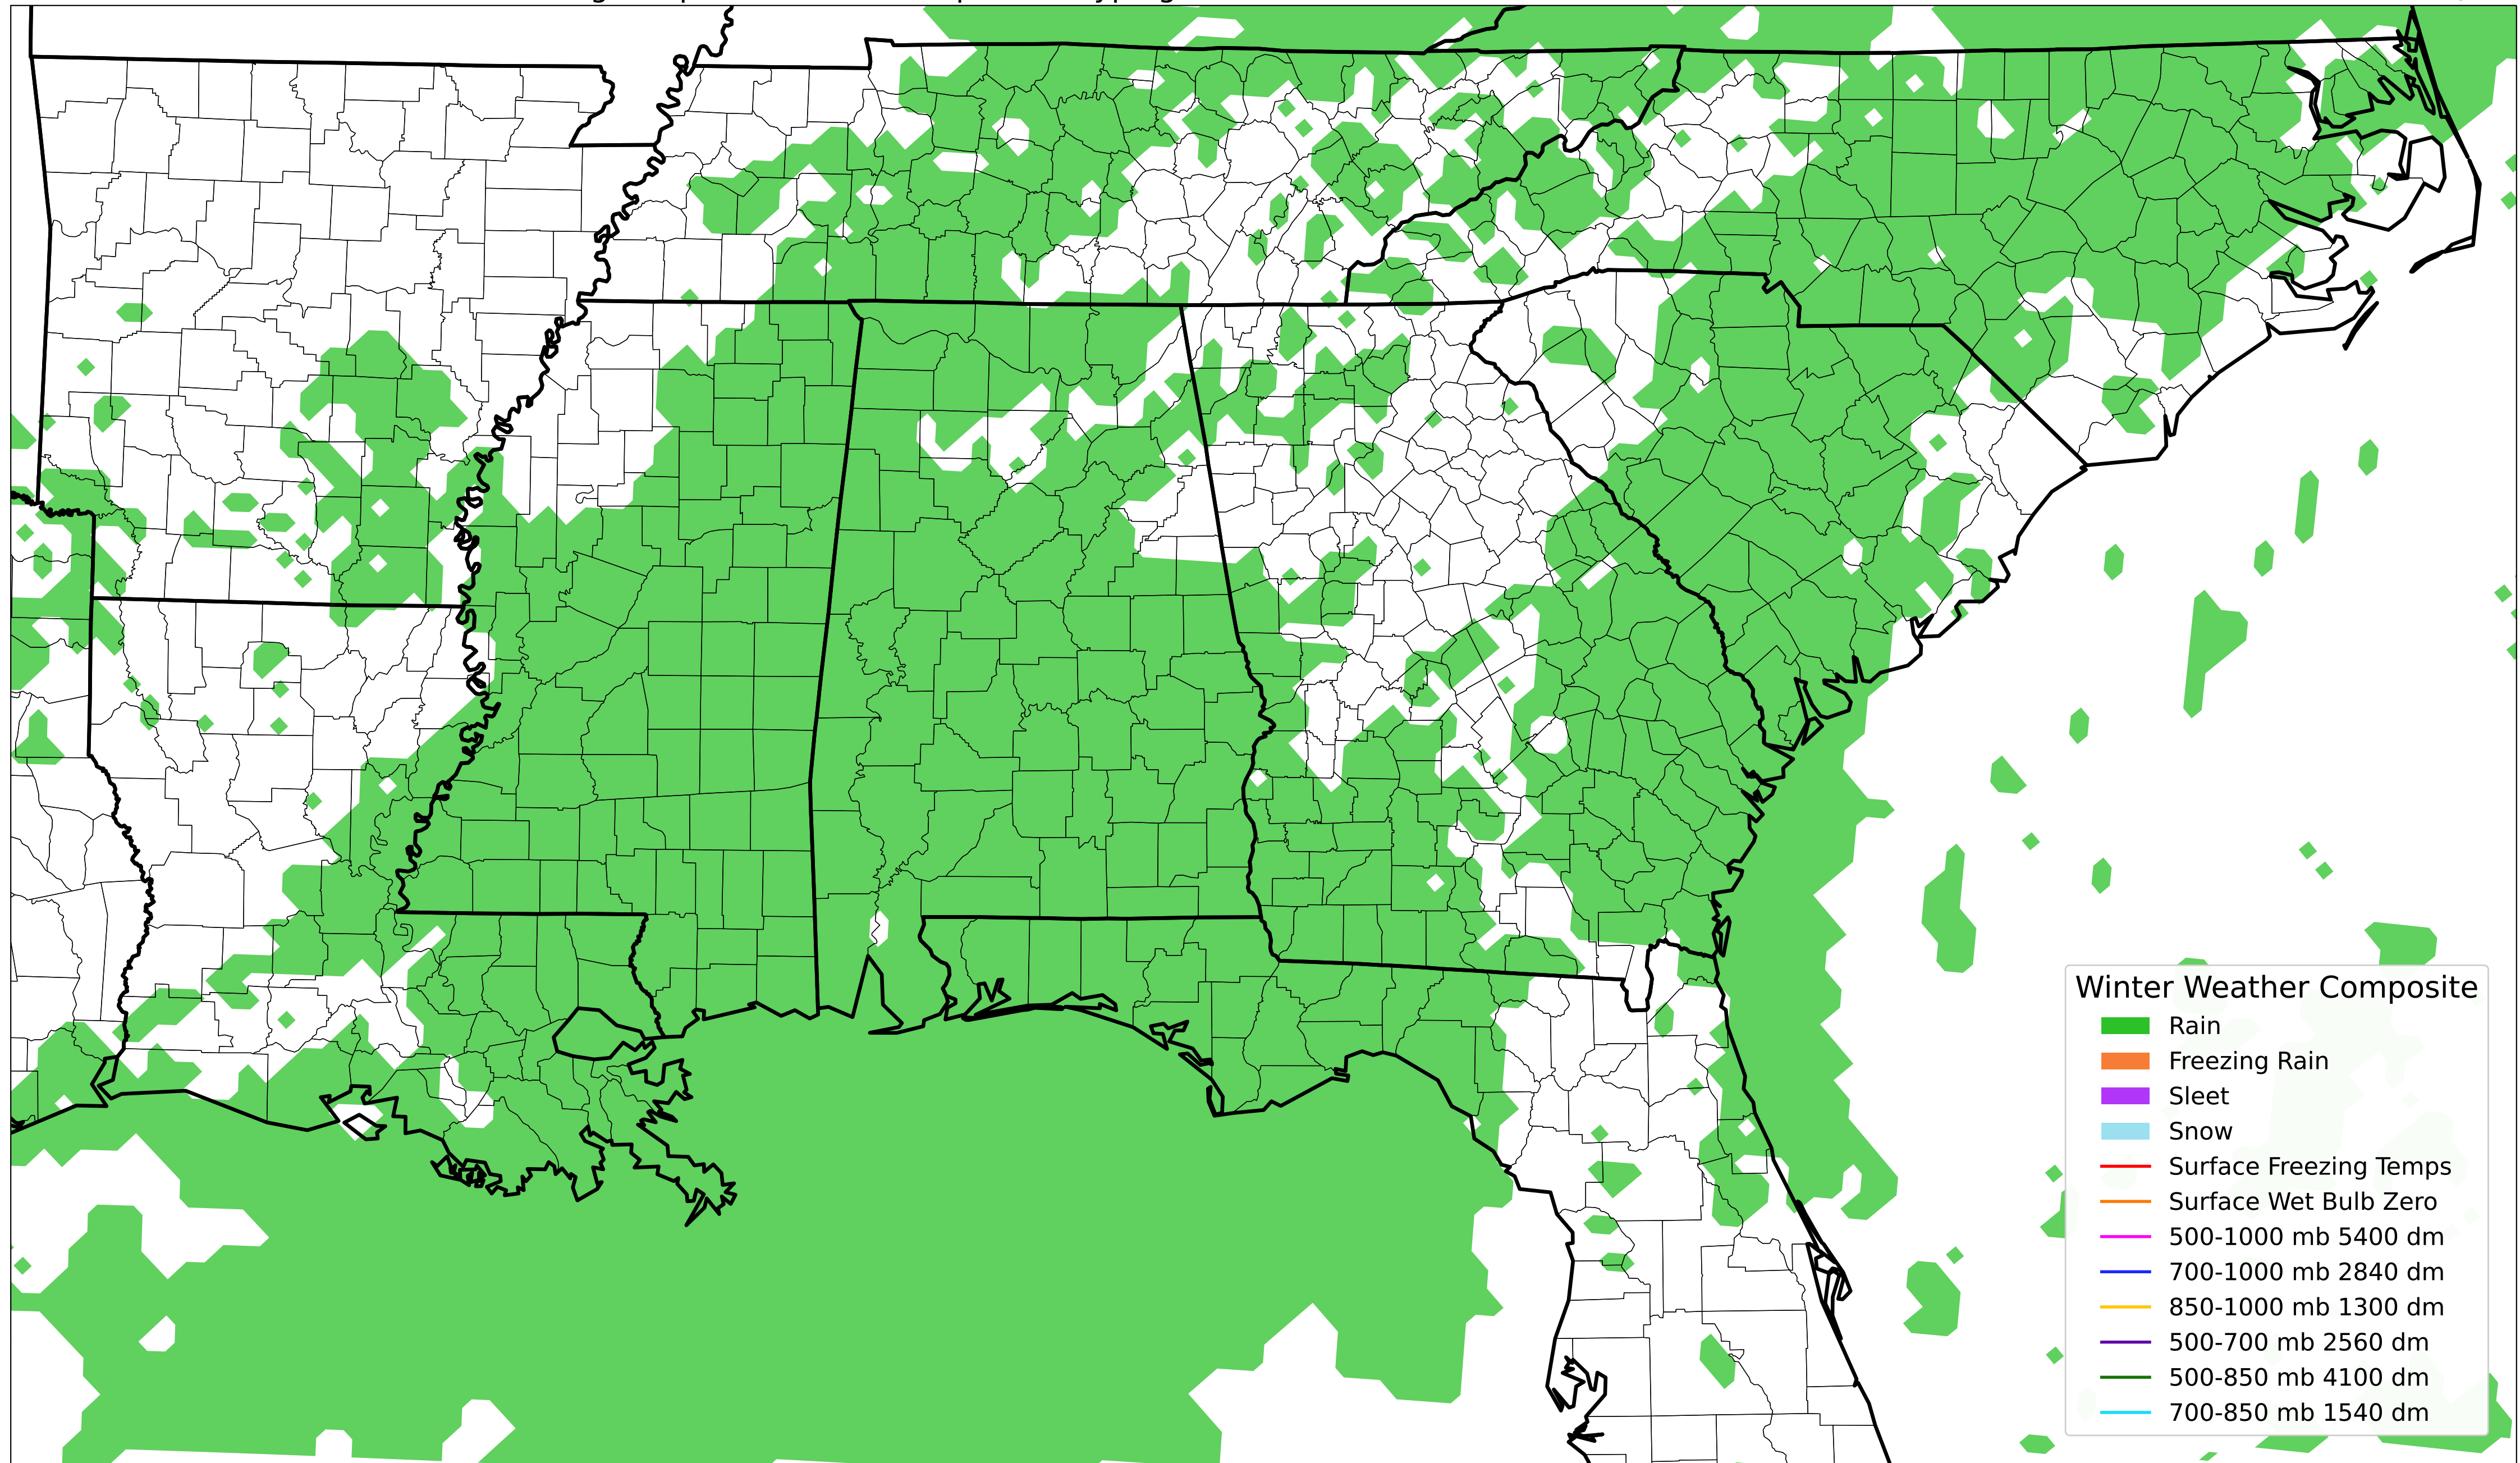 Winter Weather Composite
Rain
Freezing Rain
Sleet
Snow
Surface Freezing Temps
Surface Wet Bulb Zero
500-1000 mb 5400 dm
700-1000 mb 2840 dm
850-1000 mb 1300 dm
500-700 mb 2560 dm
500-850 mb 4100 dm
700-850 mb 1540 dm